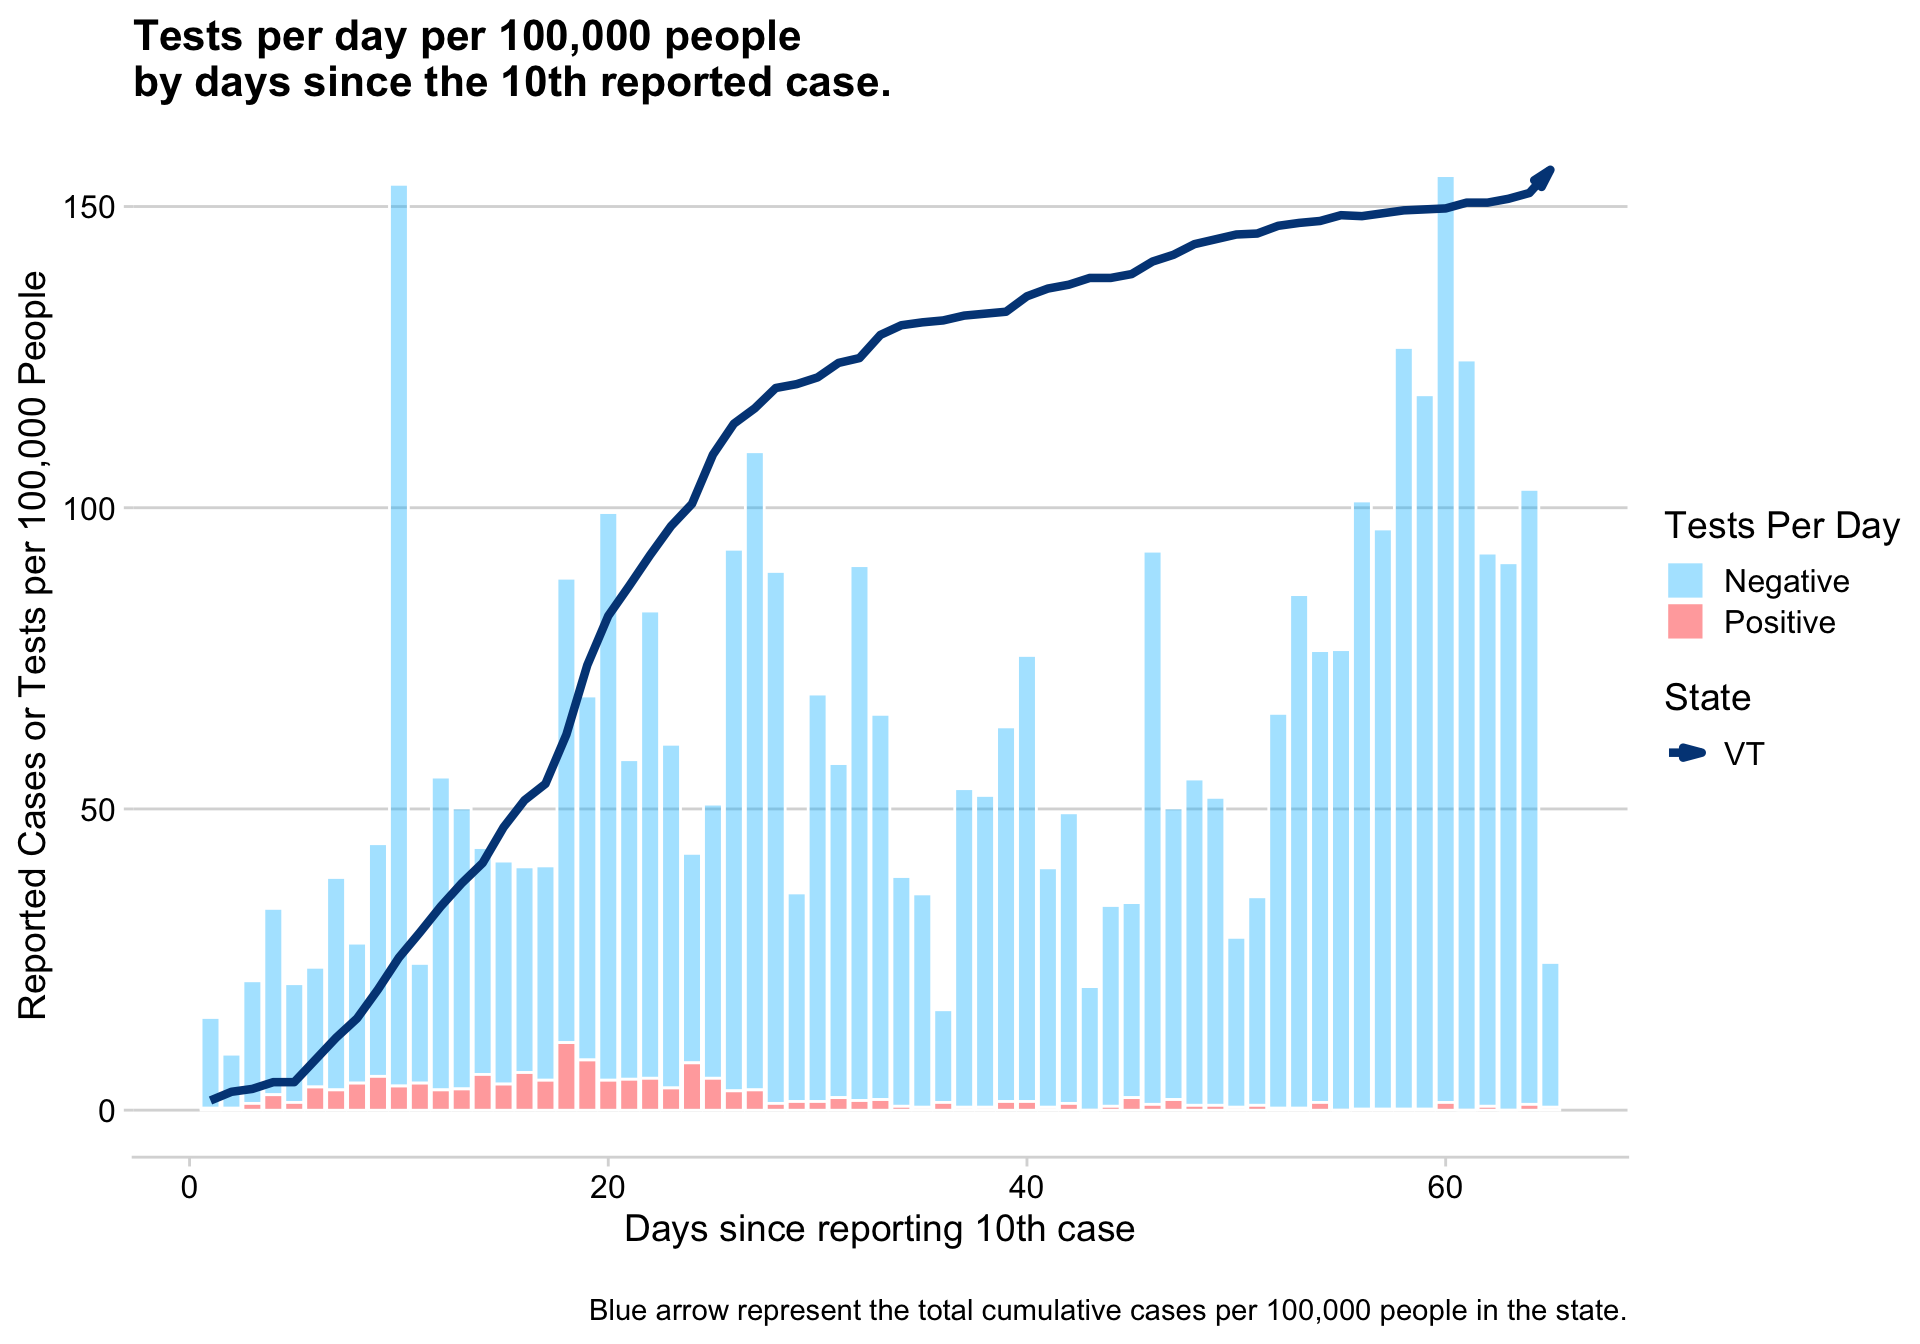 Tests per day per 100,000 people
by days since the 10th reported case.
Reported Cases or Tests per 100,000 People
150
100
50
0
0
20
40
60
Days since reporting 10th case
Tests Per Day
Negative
Positive
State
VT
Blue arrow represent the total cumulative cases per 100,000 people in the state.